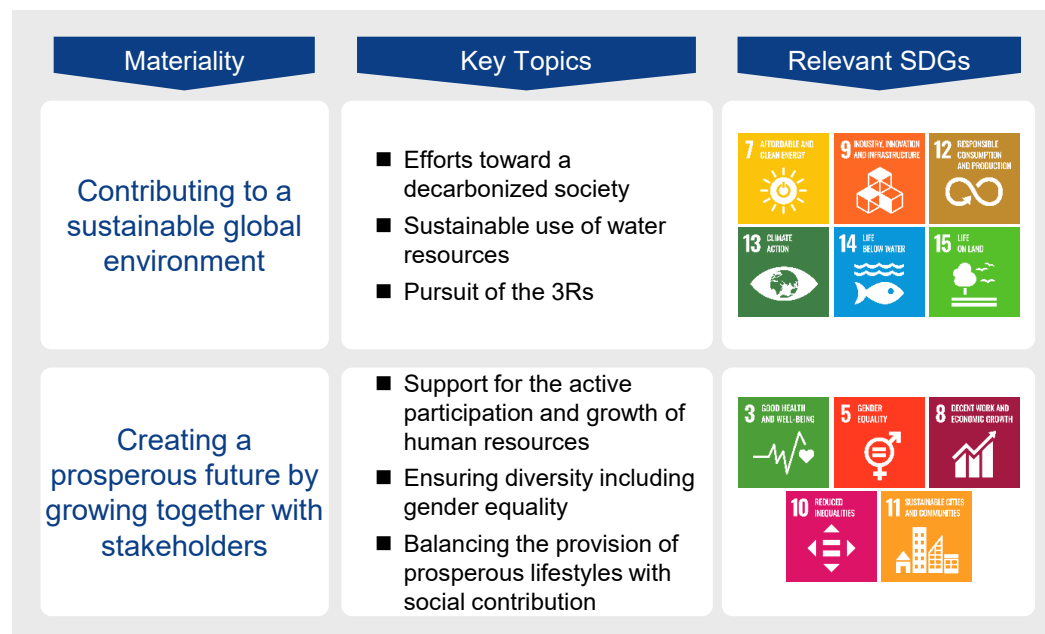 Materiality
Key Topics
Relevant SDGs
Contributing to a
sustainable global
environment
■ Efforts toward a
decarbonized society
■ Sustainable use of water
resources
■ Pursuit of the 3Rs
7 AFFORDABLE AND
CLEAN ENERGY
9 INDUSTRY, INNOVATION
AND INFRASTRUCTURE
12 RESPONSIBLE
CONSUMPTION
AND PRODUCTION
13 CLIMATE
ACTION
14 LIFE
BELOW WATER
15 LIFE
ON LAND
Creating a
prosperous future by
growing together with
stakeholders
■ Support for the active
participation and growth of
human resources
■ Ensuring diversity including
gender equality
■ Balancing the provision of
prosperous lifestyles with
social contribution
3 GOOD HEALTH
AND WELL-BEING
5 GENDER
EQUALITY
8 DECENT WORK AND
ECONOMIC GROWTH
10 REDUCED
INEQUALITIES
11 SUSTAINABLE CITIES
AND COMMUNITIES